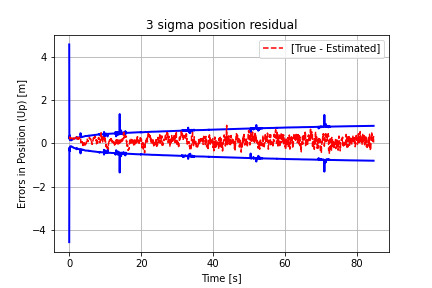 3 sigma position residual
[True - Estimated]
Errors in Position (Up) [m]
4
2
0
−2
−4
0 20 40 60 80
Time [s]